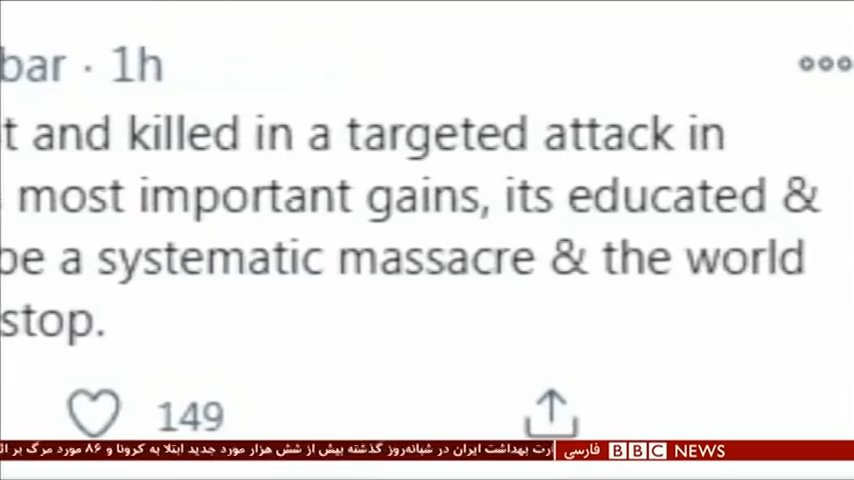 bar · 1h
t and killed in a targeted attack in
most important gains, its educated &
be a systematic massacre & the world
stop.
149
ارت بهداشت ایران در شبانه‌روز گذشته بیش از شش هزار مورد جدید ابتلا به کرونا و ۸۶ مورد مرگ بر اثر
فارسی BBC NEWS